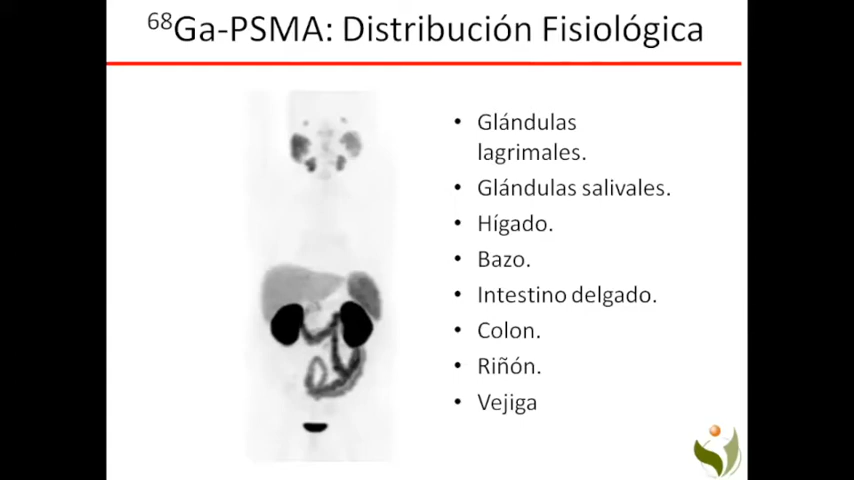 ⁶⁸Ga-PSMA: Distribución Fisiológica
• Glándulas
lagrimales.
• Glándulas salivales.
• Hígado.
• Bazo.
• Intestino delgado.
• Colon.
• Riñón.
• Vejiga